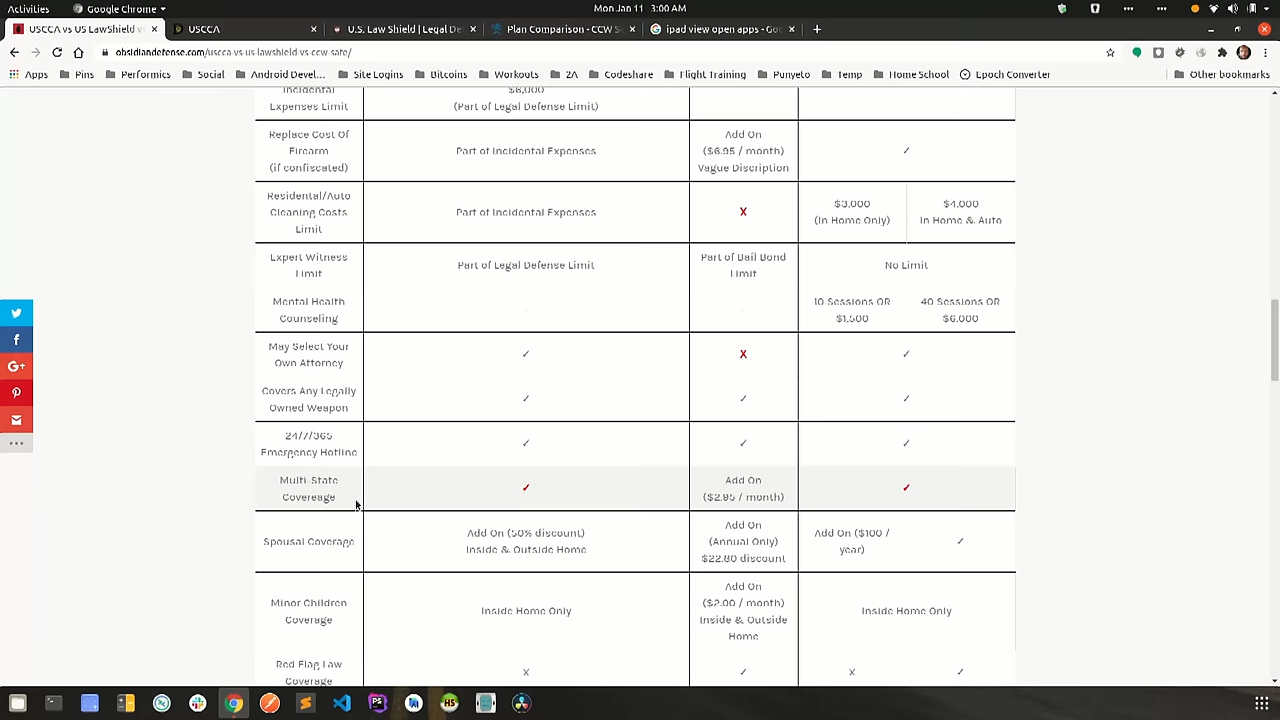 Activities
Google Chrome
Mon Jan 11 3:00 AM
USCCA vs US LawShield v
USCCA
U.S. Law Shield | Legal De
Plan Comparison - CCW S
ipad view open apps - Goo
obsidiandefense.com/uscca-vs-us-lawshield-vs-ccw-safe/
Apps
Pins
Performics
Social
Android Devel...
Site Logins
Bitcoins
Workouts
2A
Codeshare
Flight Training
Punyeto
Temp
Home School
Epoch Converter
Other bookmarks
Incidental
Expenses Limit
$6,000
(Part of Legal Defense Limit)
Replace Cost Of
Firearm
(if confiscated)
Part of Incidental Expenses
Add On
($6.95 / month)
Vague Discription
✓
Residential/Auto
Cleaning Costs
Limit
Part of Incidental Expenses
X
$3,000
(In Home Only)
$4,000
In Home & Auto
Expert Witness
Limit
Part of Legal Defense Limit
Part of Bail Bond
Limit
No Limit
Mental Health
Counseling
-
-
10 Sessions OR
$1,500
40 Sessions OR
$6,000
May Select Your
Own Attorney
✓
X
✓
Covers Any Legally
Owned Weapon
✓
✓
✓
24/7/365
Emergency Hotline
✓
✓
✓
Multi-State
Covereage
✓
Add On
($2.95 / month)
✓
Spousal Coverage
Add On (50% discount)
Inside & Outside Home
Add On
(Annual Only)
$22.80 discount
Add On ($100 /
year)
✓
Minor Children
Coverage
Inside Home Only
Add On
($2.00 / month)
Inside & Outside
Home
Inside Home Only
Red Flag Law
Coverage
X
✓
X
✓